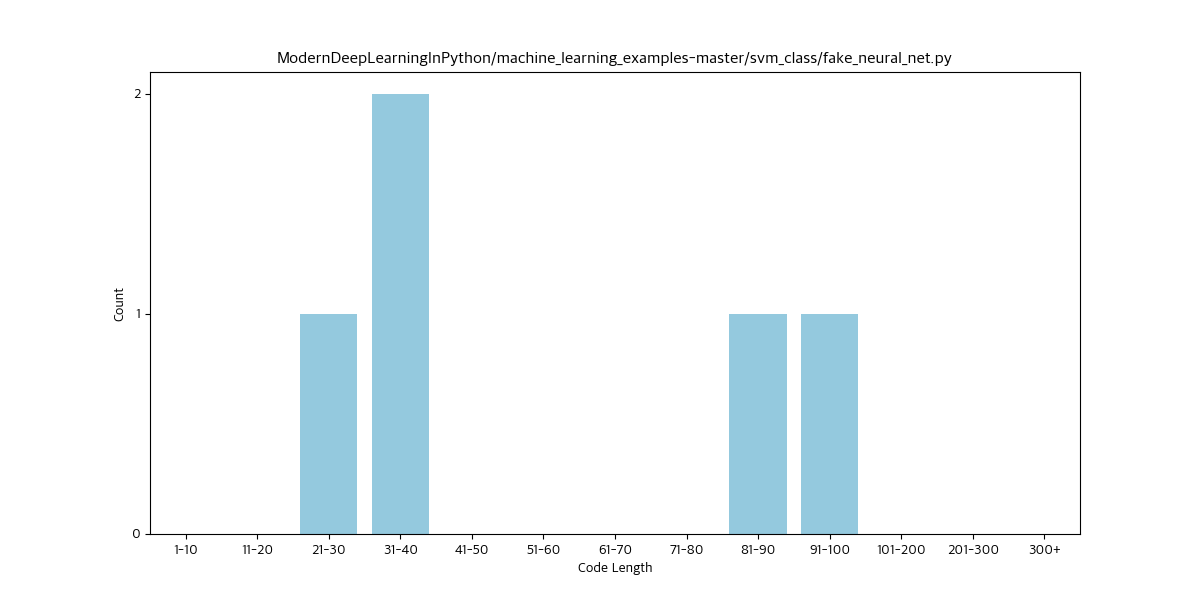 ModernDeepLearningInPython/machine_learning_examples-master/svm_class/fake_neural_net.py
2
1
0
Count
1-10 11-20 21-30 31-40 41-50 51-60 61-70 71-80 81-90 91-100 101-200 201-300 300+
Code Length